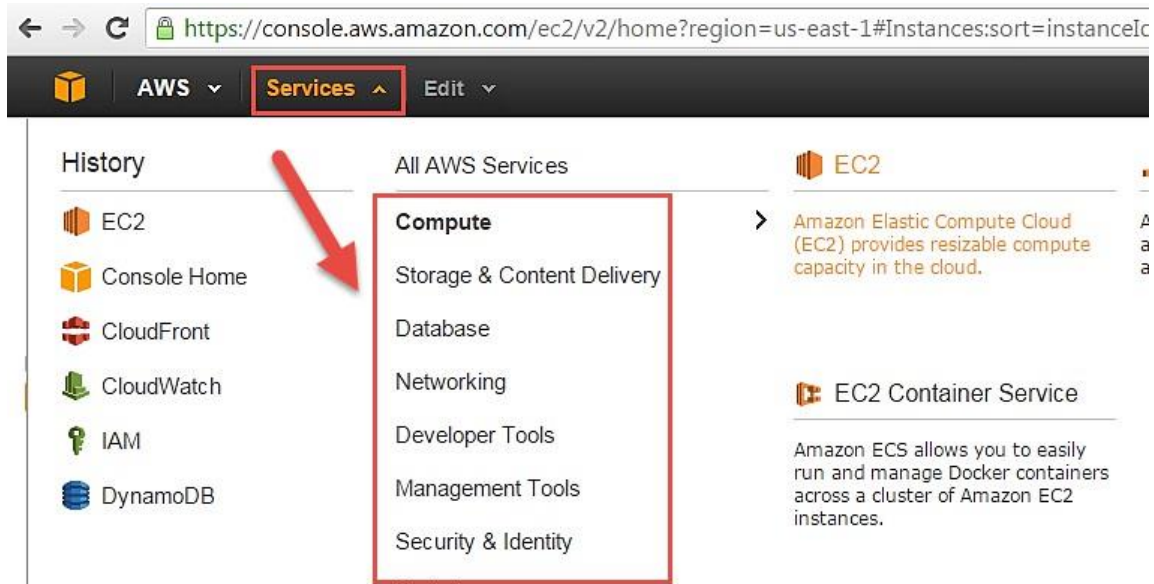 https://console.aws.amazon.com/ec2/v2/home?region=us-east-1#Instances:sort=instanceId
AWS Services Edit
History
EC2
Console Home
CloudFront
CloudWatch
IAM
DynamoDB
All AWS Services
Compute
Storage & Content Delivery
Database
Networking
Developer Tools
Management Tools
Security & Identity
EC2
Amazon Elastic Compute Cloud
(EC2) provides resizable compute
capacity in the cloud.
EC2 Container Service
Amazon ECS allows you to easily
run and manage Docker containers
across a cluster of Amazon EC2
instances.